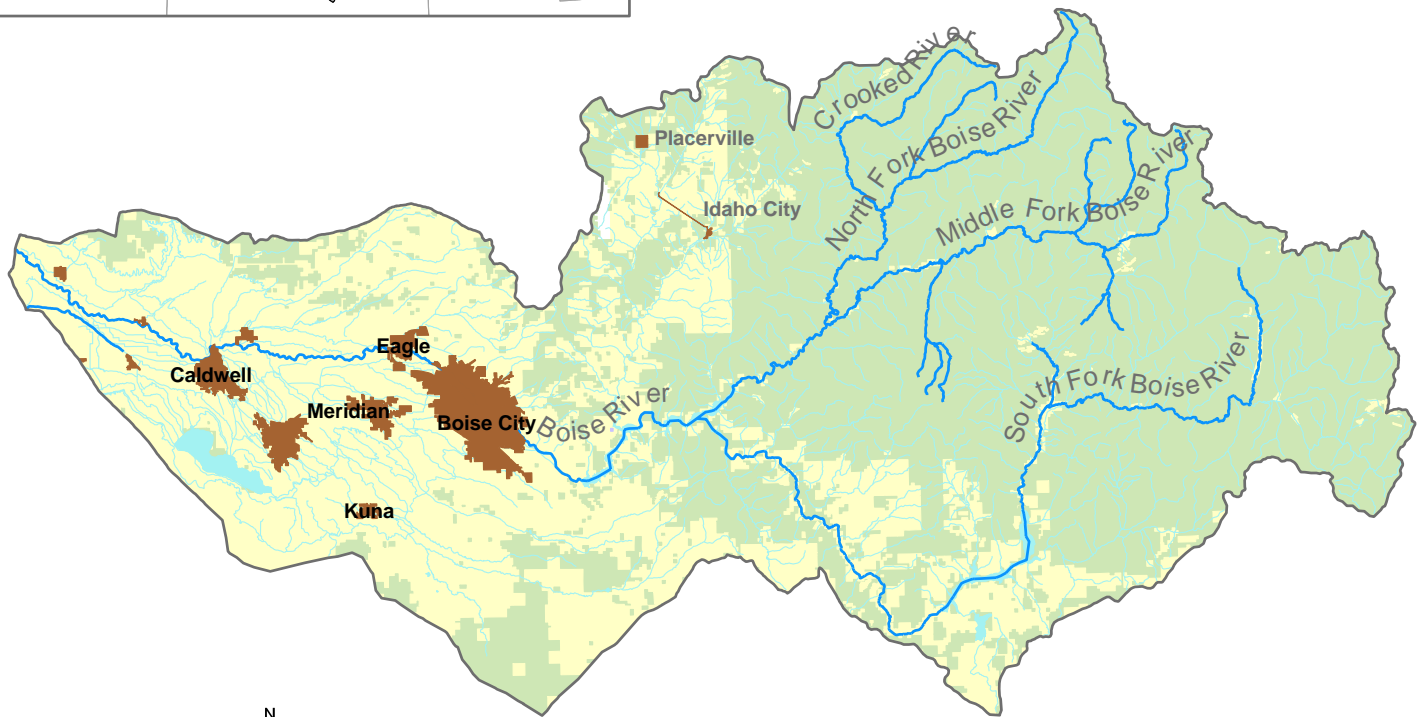 Crooked River
North Fork Boise River
Placerville
Idaho City
Middle Fork Boise River
Eagle
Caldwell
Meridian
Boise City
Boise River
South Fork Boise River
Kuna
N